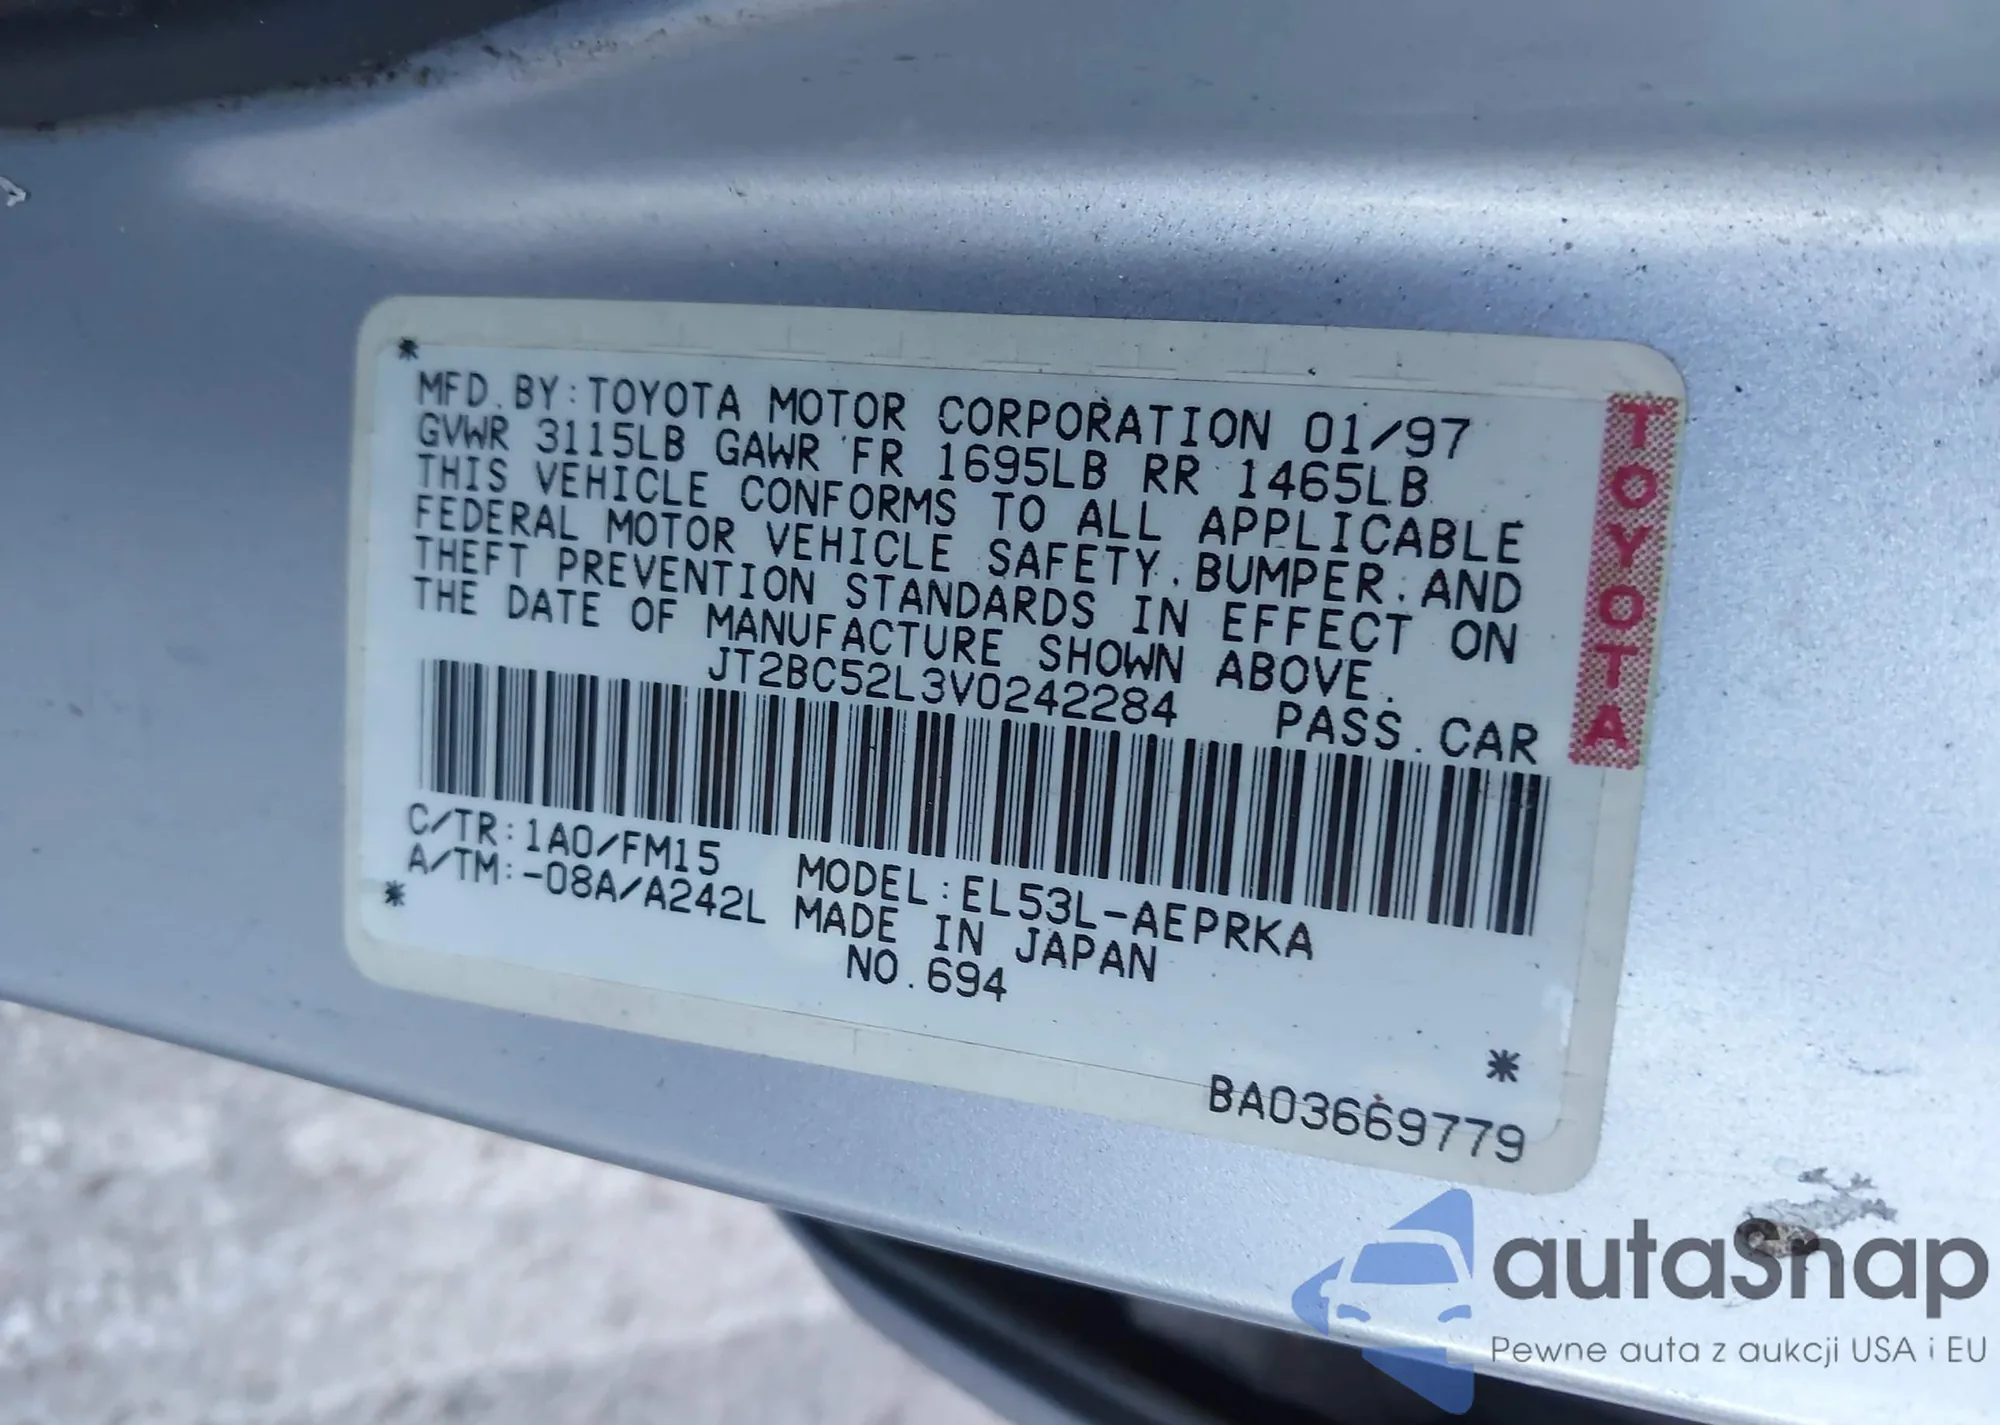 *
MFD. BY: TOYOTA MOTOR CORPORATION 01/97
GVWR 3115LB GAWR FR 1695LB RR 1465LB
THIS VEHICLE CONFORMS TO ALL APPLICABLE
FEDERAL MOTOR VEHICLE SAFETY, BUMPER, AND
THEFT PREVENTION STANDARDS IN EFFECT ON
THE DATE OF MANUFACTURE SHOWN ABOVE.
JT2BC52L3V0242284 PASS. CAR
C/TR: 1A0/FM15 MODEL: EL53L-AEPRKA
A/TM: -08A/A242L MADE IN JAPAN
* NO. 694
*
BA03669779
TOYOTA
autaSnap
Pewne auta z aukcji USA i EU